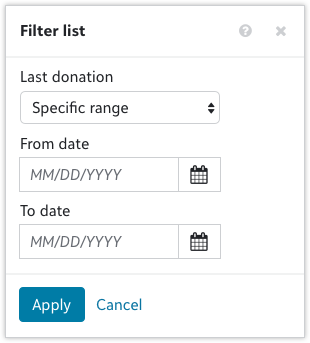 Filter list
Last donation
Specific range
From date
MM/DD/YYYY
To date
MM/DD/YYYY
Apply Cancel